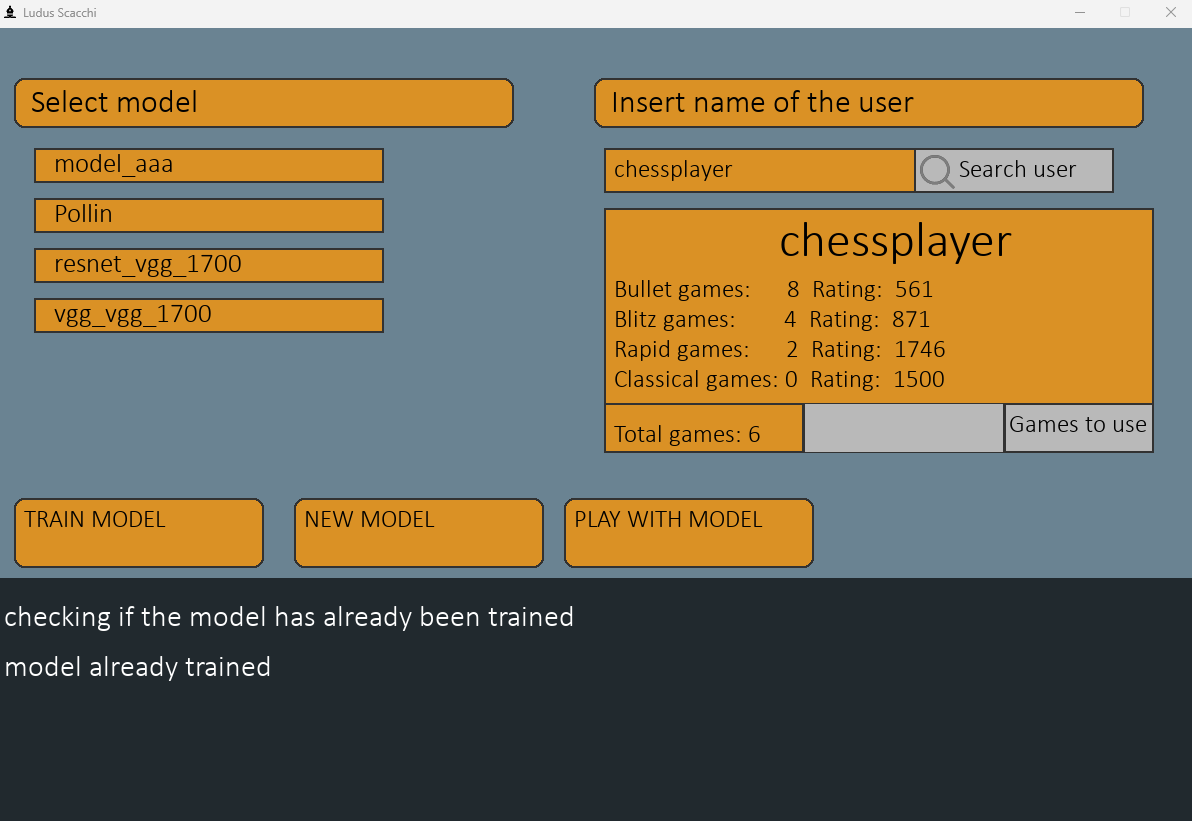 Ludus Scacchi
Select model
model_aaa
Pollin
resnet_vgg_1700
vgg_vgg_1700
Insert name of the user
chessplayer Search user
chessplayer
Bullet games: 8 Rating: 561
Blitz games: 4 Rating: 871
Rapid games: 2 Rating: 1746
Classical games: 0 Rating: 1500
Total games: 6 Games to use
TRAIN MODEL NEW MODEL PLAY WITH MODEL
checking if the model has already been trained
model already trained